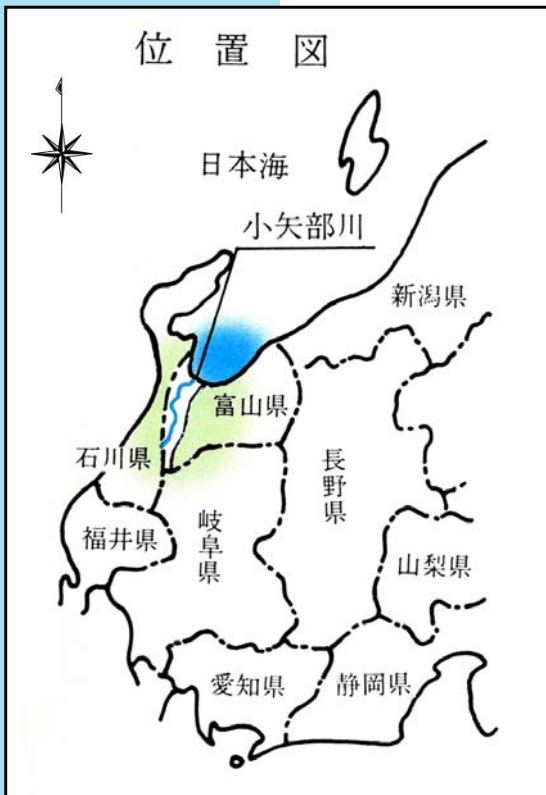 位置図
日本海
小矢部川
新潟県
富山県
石川県
長野県
岐阜県
福井県
山梨県
愛知県
静岡県